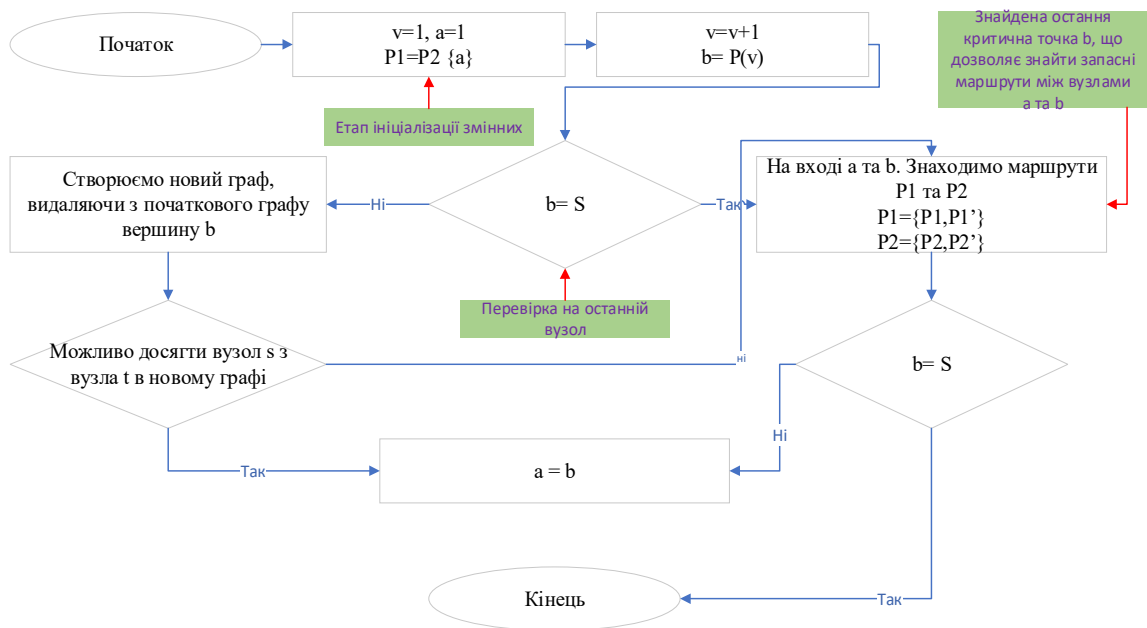 Початок
v=1, a=1
P1=P2 {a}
v=v+1
b= P(v)
Знайдена остання
критична точка b, що
дозволяє знайти запасні
маршрути між вузлами
a та b
Етап ініціалізації змінних
Створюємо новий граф,
видаляючи з початкового графу
вершину b
Ні
b= S
Так
На вході a та b. Знаходимо маршрути
P1 та P2
P1={P1,P1’}
P2={P2,P2’}
Перевірка на останній
вузол
Можливо досягти вузол s з
вузла t в новому графі
ні
b= S
Ні
Так
a = b
Кінець
Так